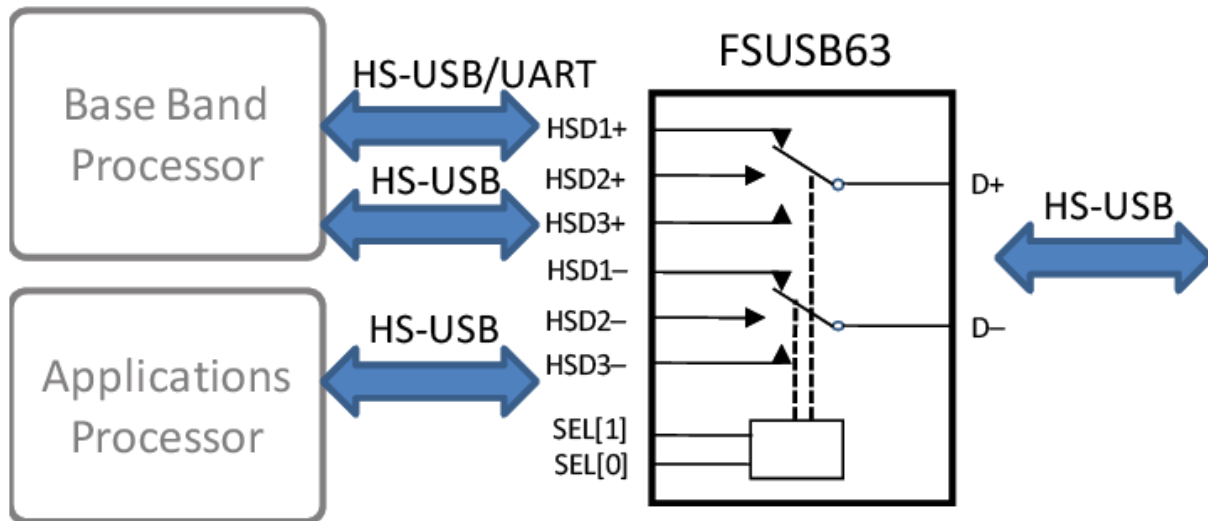 Base Band
Processor
Applications
Processor
HS-USB/UART
HS-USB
HS-USB
FSUSB63
HSD1+
HSD2+
HSD3+
HSD1–
HSD2–
HSD3–
SEL[1]
SEL[0]
D+
D–
HS-USB